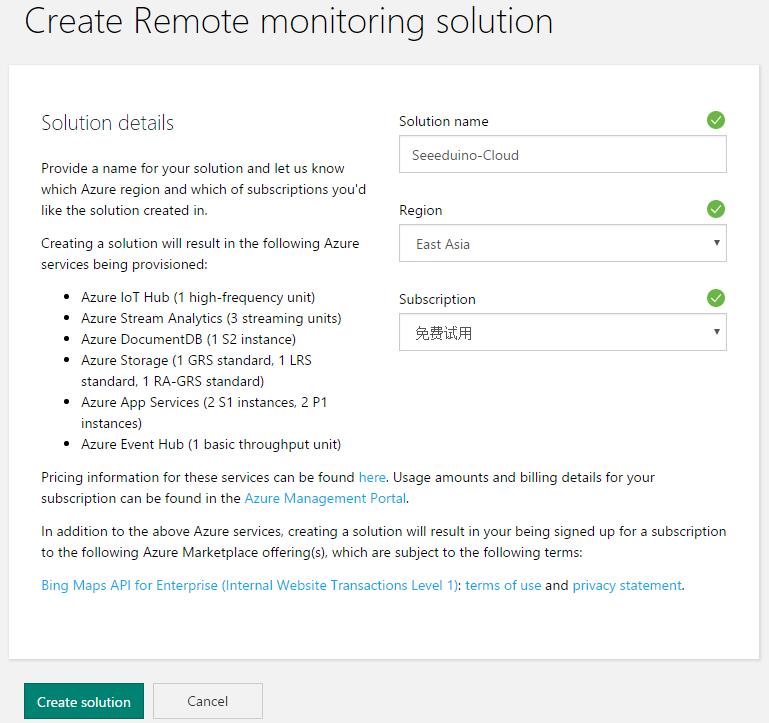 Create Remote monitoring solution
Solution details
Provide a name for your solution and let us know
which Azure region and which of subscriptions you'd
like the solution created in.
Creating a solution will result in the following Azure
services being provisioned:
Azure IoT Hub (1 high-frequency unit)
Azure Stream Analytics (3 streaming units)
Azure DocumentDB (1 S2 instance)
Azure Storage (1 GRS standard, 1 LRS
standard, 1 RA-GRS standard)
Azure App Services (2 S1 instances, 2 P1
instances)
Azure Event Hub (1 basic throughput unit)
Solution name
Seeeduino-Cloud
Region
East Asia
Subscription
免费试用
Pricing information for these services can be found here. Usage amounts and billing details for your
subscription can be found in the Azure Management Portal.
In addition to the above Azure services, creating a solution will result in your being signed up for a subscription
to the following Azure Marketplace offering(s), which are subject to the following terms:
Bing Maps API for Enterprise (Internal Website Transactions Level 1): terms of use and privacy statement.
Create solution
Cancel